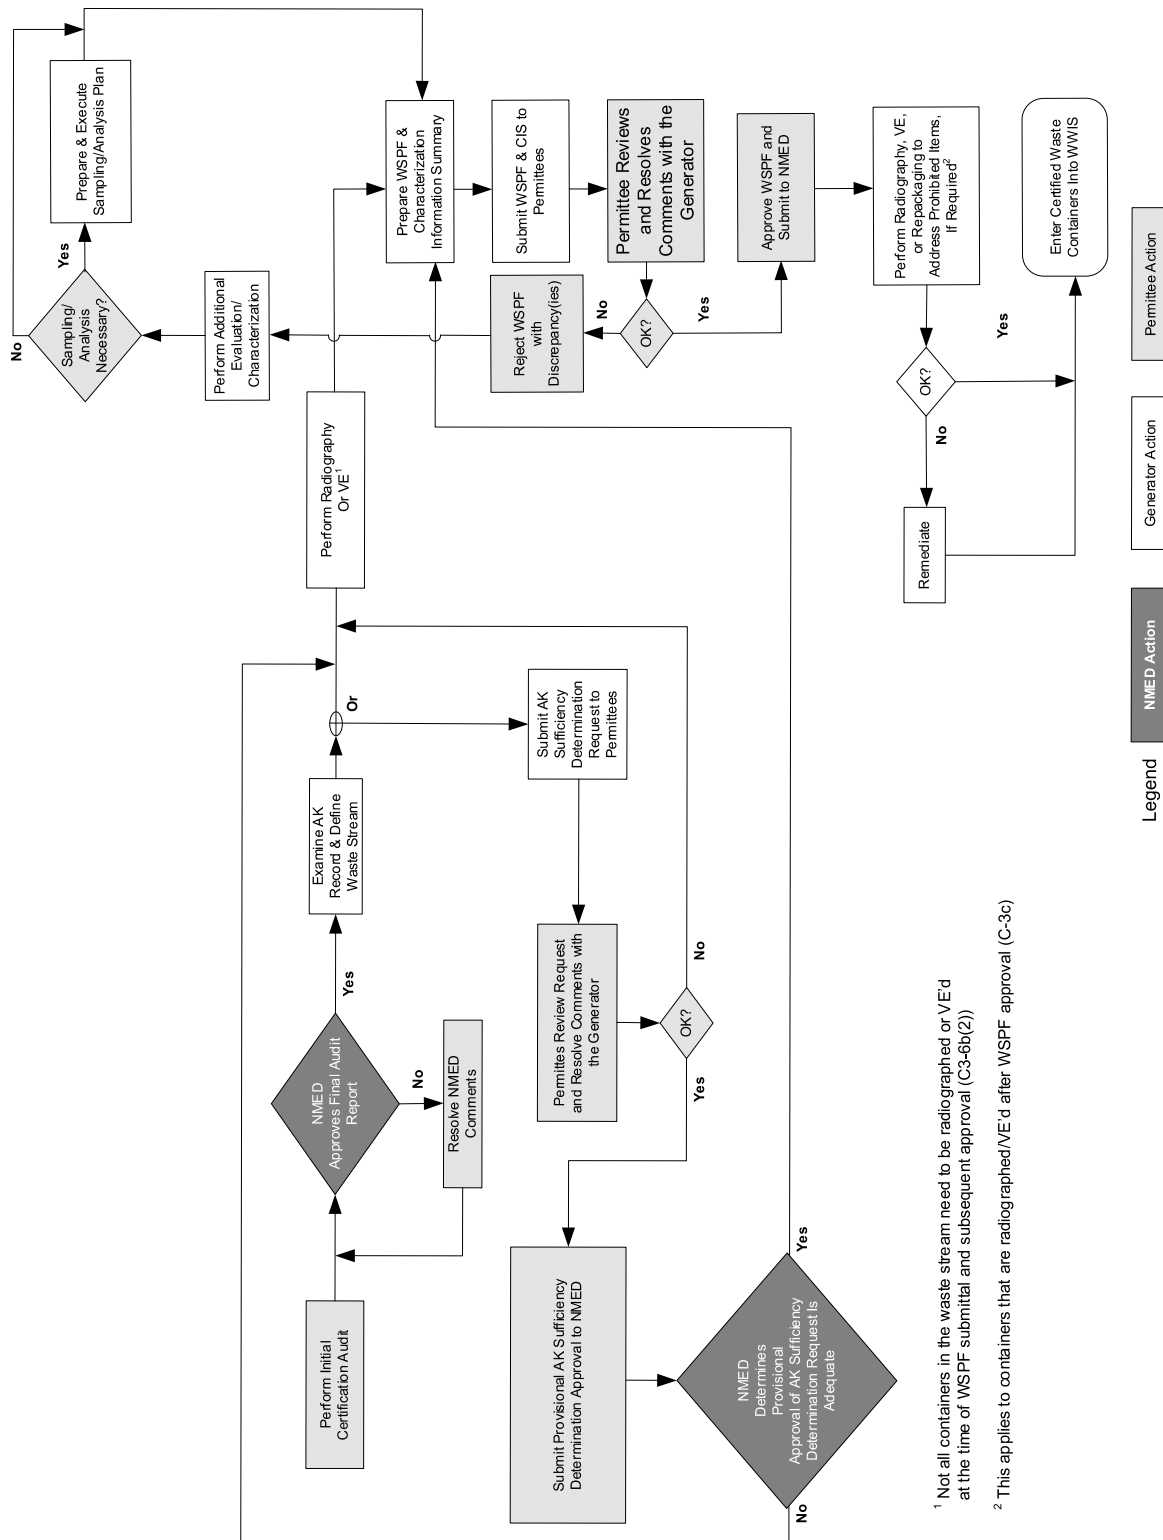 Perform Initial
Certification Audit
NMED
Approves Final Audit
Report
Yes
No
Resolve NMED
Comments
Examine AK
Record & Define
Waste Stream
Or
Submit AK
Sufficiency
Determination
Request to
Permittees
Permittes Review Request
and Resolve Comments with
the Generator
OK?
No
Yes
Submit Provisional AK Sufficiency
Determination Approval to NMED
NMED
Determines
Provisional
Approval of AK Sufficiency
Determination Request Is
Adequate
No
Yes
Perform Radiography
Or VE1
Prepare WSPF &
Characterization
Information Summary
Submit WSPF & CIS to
Permittees
Permittee Reviews
and Resolves
Comments with the
Generator
OK?
No
Yes
Reject WSPF
with
Discrepancy(ies)
Perform Additional
Evaluation/
Characterization
Sampling/
Analysis
Necessary?
No
Yes
Prepare & Execute
Sampling/Analysis Plan
Approve WSPF and
Submit to NMED
Perform Radiography, VE,
or Repackaging to
Address Prohibited Items,
If Required2
OK?
No
Yes
Remediate
Enter Certified Waste
Containers Into WWIS
1 Not all containers in the waste stream need to be radiographed or VE'd
at the time of WSPF submittal and subsequent approval (C3-6b(2))
2 This applies to containers that are radiographed/VE'd after WSPF approval (C-3c)
Legend
NMED Action
Generator Action
Permittee Action